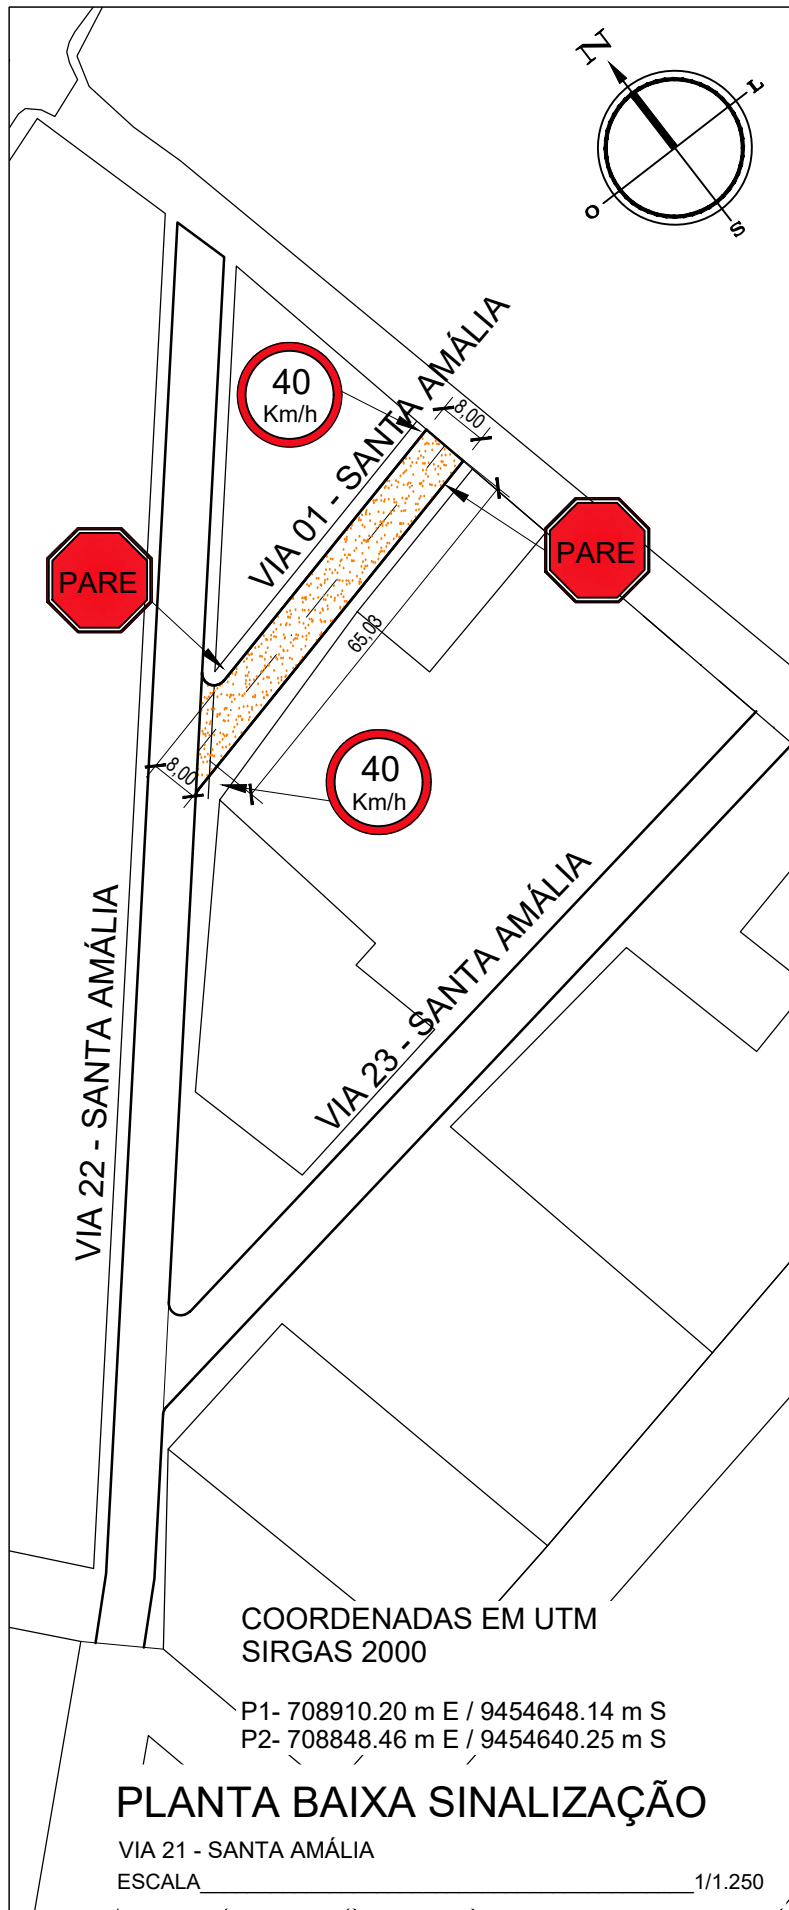 N
L
O
S
VIA 01 - SANTA AMÁLIA
40
Km/h
8,00
PARE
PARE
65,03
8,00
40
Km/h
VIA 22 - SANTA AMÁLIA
VIA 23 - SANTA AMÁLIA
COORDENADAS EM UTM
SIRGAS 2000
P1- 708910.20 m E / 9454648.14 m S
P2- 708848.46 m E / 9454640.25 m S
PLANTA BAIXA SINALIZAÇÃO
VIA 21 - SANTA AMÁLIA
ESCALA__________________________________________1/1.250